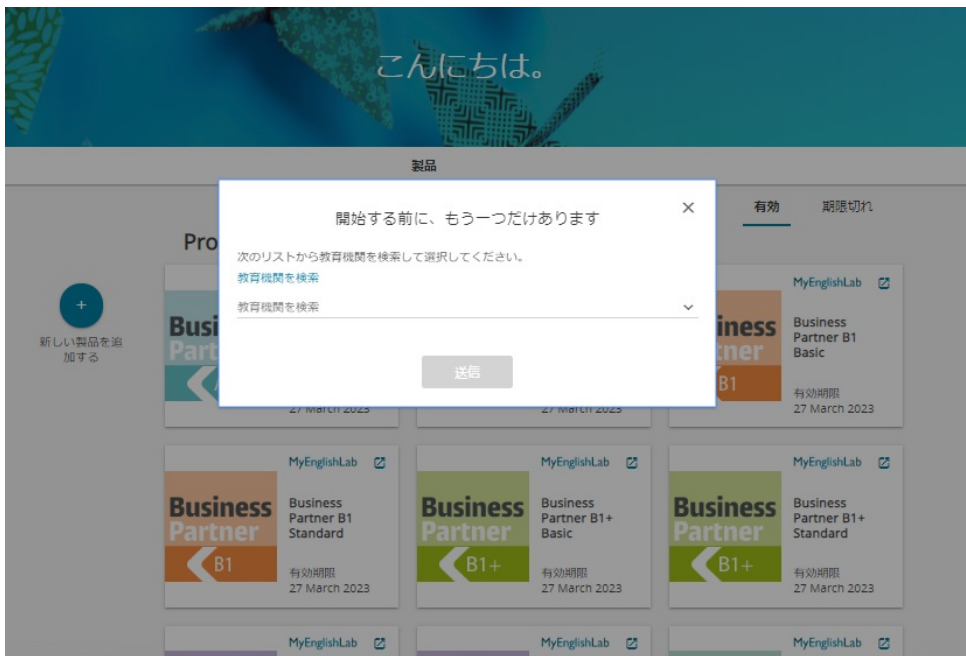 こんにちは。
製品
有効
期限切れ
Pro
開始する前に、もう一つだけあります
次のリストから教育機関を検索して選択してください。
教育機関を検索
教育機関を検索
送信
+
新しい製品を追
加する
Busi
Part
27 March 2023
27 March 2023
MyEnglishLab
iness
tner
B1
Business
Partner B1
Basic
有効期限
27 March 2023
MyEnglishLab
Business
Partner
B1
Business
Partner B1
Standard
有効期限
27 March 2023
MyEnglishLab
Business
Partner
B1+
Business
Partner B1+
Basic
有効期限
27 March 2023
MyEnglishLab
Business
Partner
B1+
Business
Partner B1+
Standard
有効期限
27 March 2023
MyEnglishLab
MyEnglishLab
MyEnglishLab